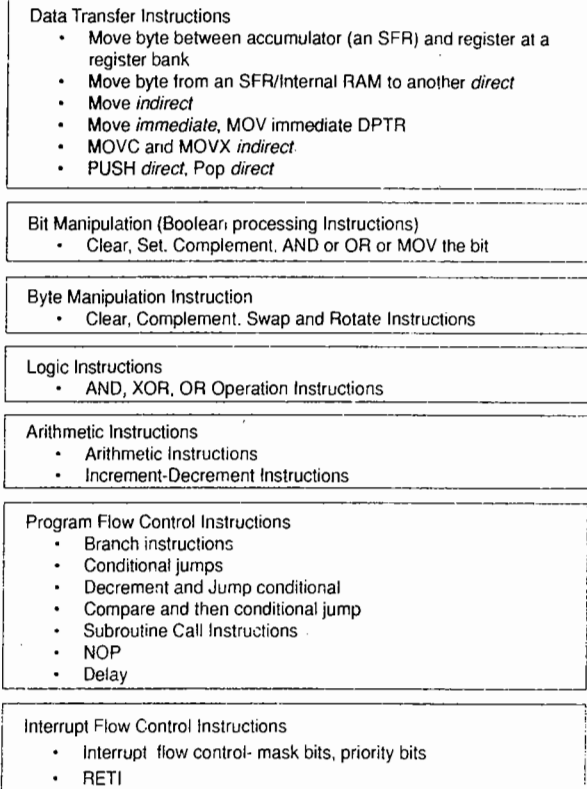 Data Transfer Instructions
• Move byte between accumulator (an SFR) and register at a
register bank
• Move byte from an SFR/Internal RAM to another direct
• Move indirect
• Move immediate, MOV immediate DPTR
• MOVC and MOVX indirect
• PUSH direct, Pop direct
Bit Manipulation (Boolean processing Instructions)
• Clear, Set. Complement. AND or OR or MOV the bit
Byte Manipulation Instruction
• Clear, Complement. Swap and Rotate Instructions
Logic Instructions
• AND, XOR, OR Operation Instructions
Arithmetic Instructions
• Arithmetic Instructions
• Increment-Decrement Instructions
Program Flow Control Instructions
• Branch instructions
• Conditional jumps
• Decrement and Jump conditional
• Compare and then conditional jump
• Subroutine Call Instructions
• NOP
• Delay
Interrupt Flow Control Instructions
• Interrupt flow control- mask bits, priority bits
• RETI